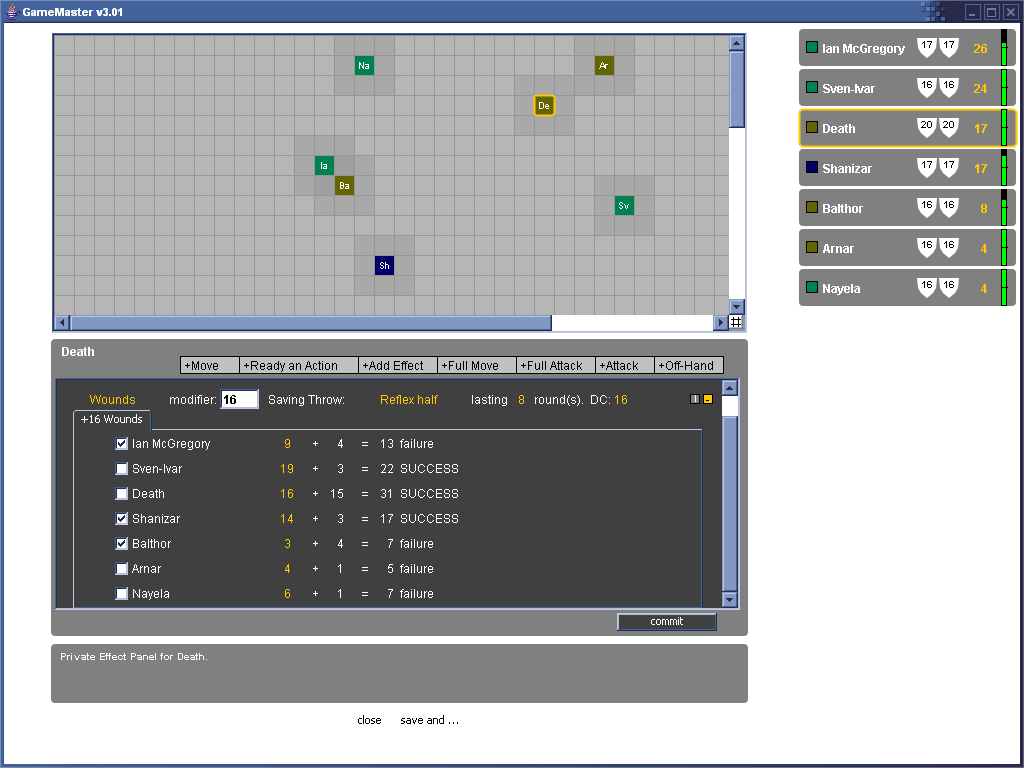 GameMaster v3.01
Na
Ar
De
Ia
Ba
Sv
Sh
Ian McGregory 17 17 26
Sven-Ivar 16 16 24
Death 20 20 17
Shanizar 17 17 17
Balthor 16 16 8
Arnar 16 16 4
Nayela 16 16 4
Death
+Move +Ready an Action +Add Effect +Full Move +Full Attack +Attack +Off-Hand
Wounds modifier: 16 Saving Throw: Reflex half lasting 8 round(s). DC: 16
+16 Wounds
Ian McGregory 9 + 4 = 13 failure
Sven-Ivar 19 + 3 = 22 SUCCESS
Death 16 + 15 = 31 SUCCESS
Shanizar 14 + 3 = 17 SUCCESS
Balthor 3 + 4 = 7 failure
Arnar 4 + 1 = 5 failure
Nayela 6 + 1 = 7 failure
commit
Private Effect Panel for Death.
close save and ...